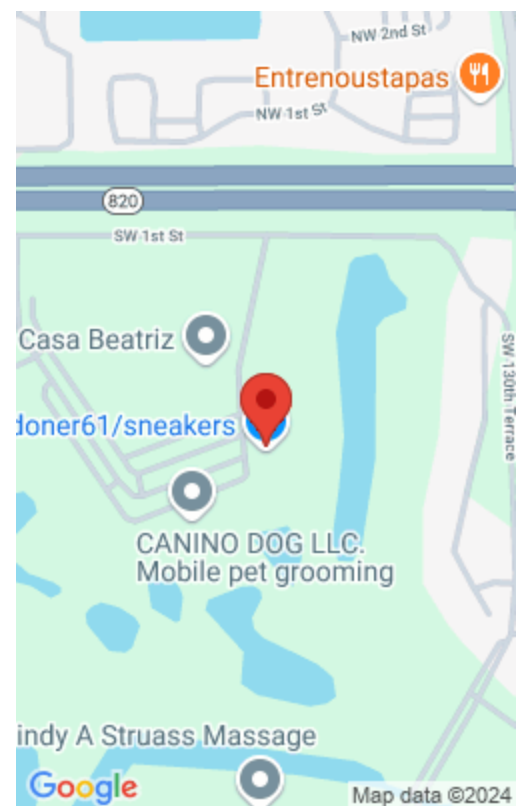 NW 2nd St
Entrenoustapas
NW 1st St
820
SW 1st St
Casa Beatriz
SW 130th Terrace
doner61/sneakers
CANINO DOG LLC.
Mobile pet grooming
indy A Struass Massage
Google
Map data ©2024